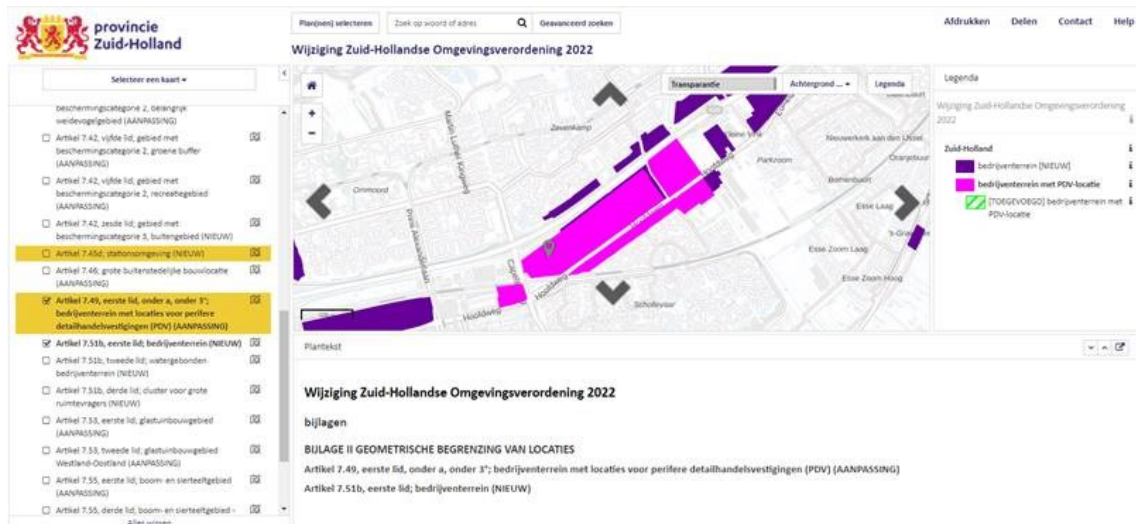 provincie
Zuid-Holland
Plan(nen) selecteren
Zoek op woord of adres
Geavanceerd zoeken
Afdrukken Delen Contact Help
Wijziging Zuid-Hollandse Omgevingsverordening 2022
Selecteer een kaart
beschermingscategorie 2, belangrijk
weidevogelgebied (AANPASSING)
Artikel 7.42, vijfde lid, gebied met
beschermingscategorie 2, groene buffer
(AANPASSING)
Artikel 7.42, vijfde lid, gebied met
beschermingscategorie 2, recreatiegebied
(AANPASSING)
Artikel 7.42, zesde lid; gebied met
beschermingscategorie 3, buitengebied (NIEUW)
Artikel 7.45d; stationsomgeving (NIEUW)
Artikel 7.46; grote buitenstedelijke bouwlocatie
(AANPASSING)
Artikel 7.49, eerste lid, onder a, onder 3°;
bedrijventerrein met locaties voor perifere
detailhandelsvestigingen (PDV) (AANPASSING)
Artikel 7.51b, eerste lid; bedrijventerrein (NIEUW)
Artikel 7.51b, tweede lid; watergebonden
bedrijventerrein (NIEUW)
Artikel 7.51b, derde lid; cluster voor grote
ruimtevragers (NIEUW)
Artikel 7.53, eerste lid; glastuinbouwgebied
(AANPASSING)
Artikel 7.53, tweede lid; glastuinbouwgebied
Westland-Oostland (AANPASSING)
Artikel 7.55, eerste lid; boom- en sierteeltgebied
(AANPASSING)
Artikel 7.55, derde lid; boom- en sierteeltgebied -
Alles wissen
Transparantie
Achtergrond ...
Legenda
+
-
Zevenkamp
Martin Luther Kingweg
Ommoord
Prins Alexanderlaan
Kleine Vink
Nieuwerkerk aan den IJssel
Parkzoom
Oranjebuurt
Bomenbuurt
Esse Laag
Esse Zoom Laag
Esse Zoom Hoog
Hoofdweg
Hoofdweg
Hoofdweg
Schollevaar
Legenda
Wijziging Zuid-Hollandse Omgevingsverordening
2022
Zuid-Holland
bedrijventerrein [NIEUW]
bedrijventerrein met PDV-locatie
[TOEGEVOEGD] bedrijventerrein met
PDV-locatie
Plantekst
Wijziging Zuid-Hollandse Omgevingsverordening 2022
bijlagen
BIJLAGE II GEOMETRISCHE BEGRENZING VAN LOCATIES
Artikel 7.49, eerste lid, onder a, onder 3°; bedrijventerrein met locaties voor perifere detailhandelsvestigingen (PDV) (AANPASSING)
Artikel 7.51b, eerste lid; bedrijventerrein (NIEUW)